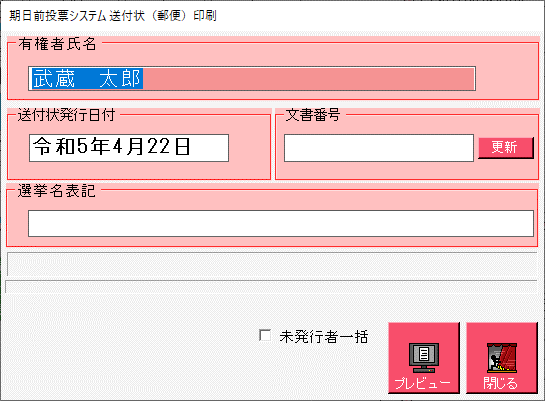 期日前投票システム 送付状（郵便）印刷
有権者氏名
武蔵　太郎
送付状発行日付
文書番号
令和5年4月22日
更新
選挙名表記
未発行者一括
プレビュー
閉じる